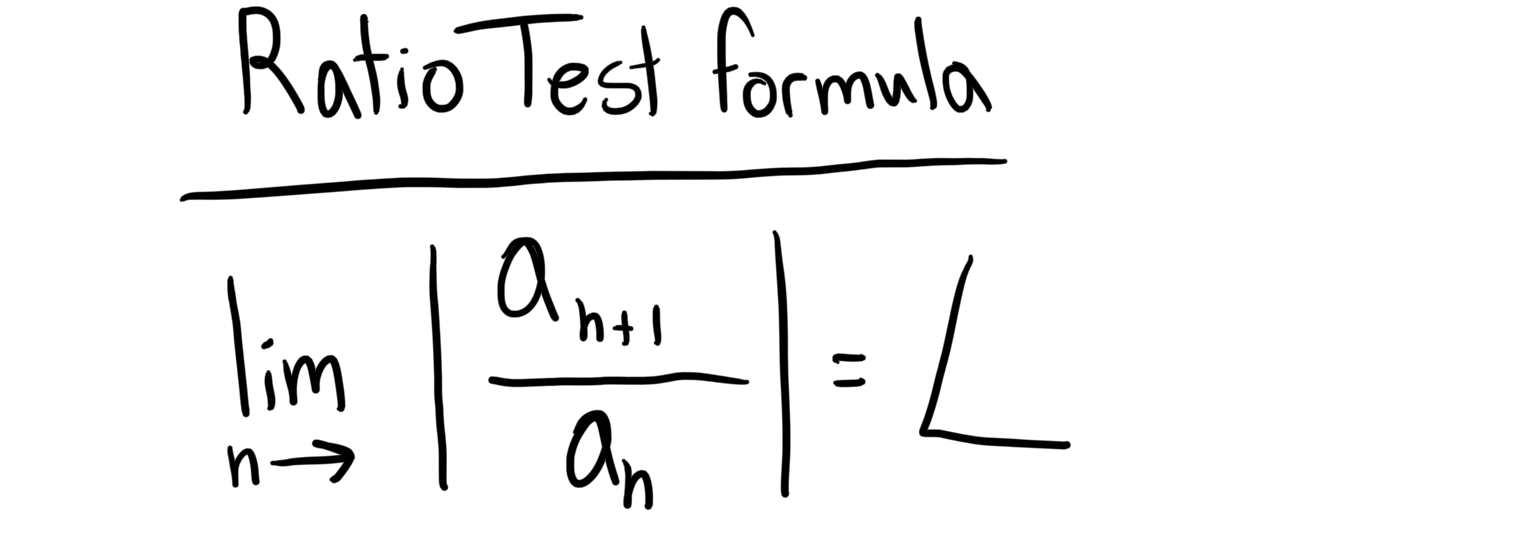 Ratio Test formula
lim n→ | a_{n+1} / a_n | = L